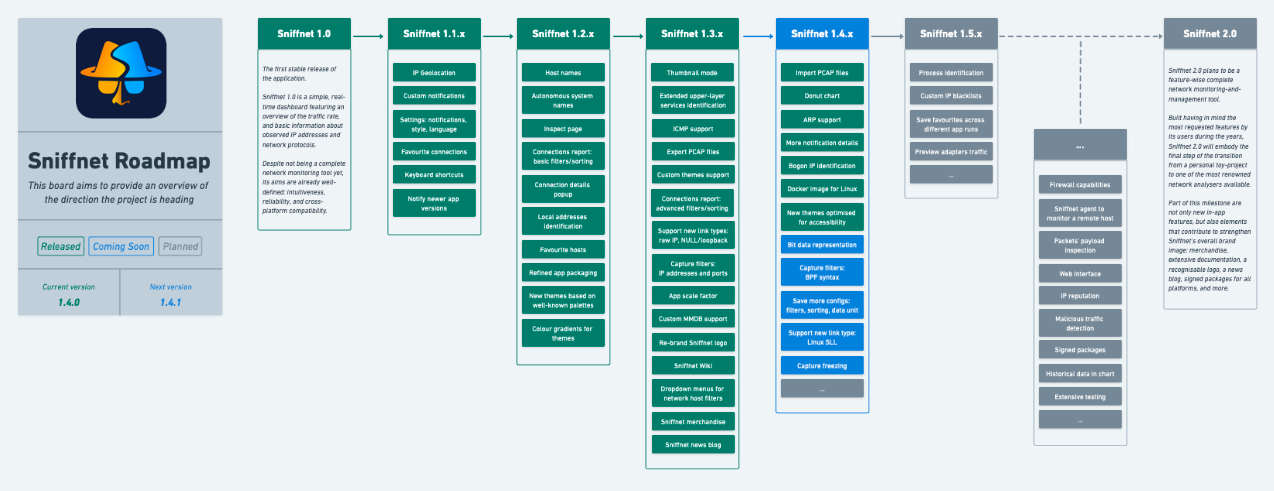 Sniffnet Roadmap
This board aims to provide an overview of
the direction the project is heading
Released
Coming Soon
Planned
Current version
1.4.0
Next version
1.4.1
Sniffnet 1.0
The first stable release of
the application.
Sniffnet 1.0 is a simple, real-
time dashboard featuring an
overview of the traffic rate,
and basic information about
observed IP addresses and
network protocols.
Despite not being a complete
network monitoring tool yet,
its aims are already well-
defined: intuitiveness,
reliability, and cross-
platform compatibility.
Sniffnet 1.1.x
IP Geolocation
Custom notifications
Settings: notifications,
style, language
Favourite connections
Keyboard shortcuts
Notify newer app
versions
Sniffnet 1.2.x
Host names
Autonomous system
names
Inspect page
Connections report:
basic filters/sorting
Connection details
popup
Local addresses
identification
Favourite hosts
Refined app packaging
New themes based on
well-known palettes
Colour gradients for
themes
Sniffnet 1.3.x
Thumbnail mode
Extended upper-layer
services identification
ICMP support
Export PCAP files
Custom themes support
Connections report:
advanced filters/sorting
Support new link types:
raw IP, NULL/loopback
Capture filters:
IP addresses and ports
App scale factor
Custom MMDB support
Re-brand Sniffnet logo
Sniffnet Wiki
Dropdown menus for
network host filters
Sniffnet merchandise
Sniffnet news blog
Sniffnet 1.4.x
Import PCAP files
Donut chart
ARP support
More notification details
Bogon IP identification
Docker image for Linux
New themes optimised
for accessibility
Bit data representation
Capture filters:
BPF syntax
Save more configs:
filters, sorting, data unit
Support new link type:
Linux SLL
Capture freezing
...
Sniffnet 1.5.x
Process identification
Custom IP blacklists
Save favourites across
different app runs
Preview adapters traffic
...
...
Firewall capabilities
Sniffnet agent to
monitor a remote host
Packets' payload
inspection
Web interface
IP reputation
Malicious traffic
detection
Signed packages
Historical data in chart
Extensive testing
...
Sniffnet 2.0
Sniffnet 2.0 plans to be a
feature-wise complete
network monitoring-and-
management tool.
Built having in mind the
most requested features by
its users during the years,
Sniffnet 2.0 will embody the
final step of the transition
from a personal toy-project
to one of the most renowned
network analysers available.
Part of this milestone are
not only new in-app
features, but also elements
that contribute to strengthen
Sniffnet's overall brand
image: merchandise,
extensive documentation, a
recognisable logo, a news
blog, signed packages for all
platforms, and more.